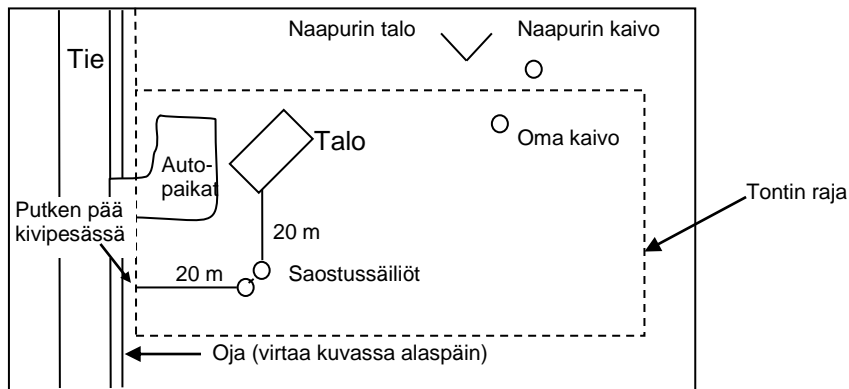 Naapurin talo
Naapurin kaivo
Tie
Talo
Oma kaivo
Auto-
paikat
Tontin raja
Putken pää
kivipesässä
20 m
20 m
Saostussäiliöt
Oja (virtaa kuvassa alaspäin)